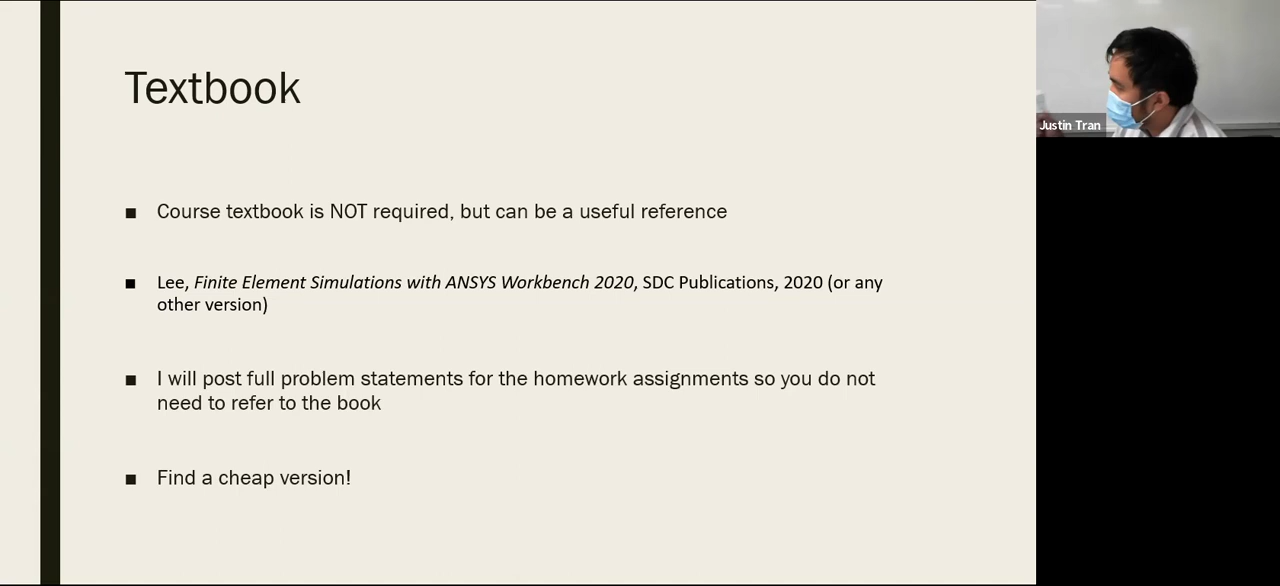 Textbook
Course textbook is NOT required, but can be a useful reference
Lee, Finite Element Simulations with ANSYS Workbench 2020, SDC Publications, 2020 (or any
other version)
I will post full problem statements for the homework assignments so you do not
need to refer to the book
Find a cheap version!
Justin Tran